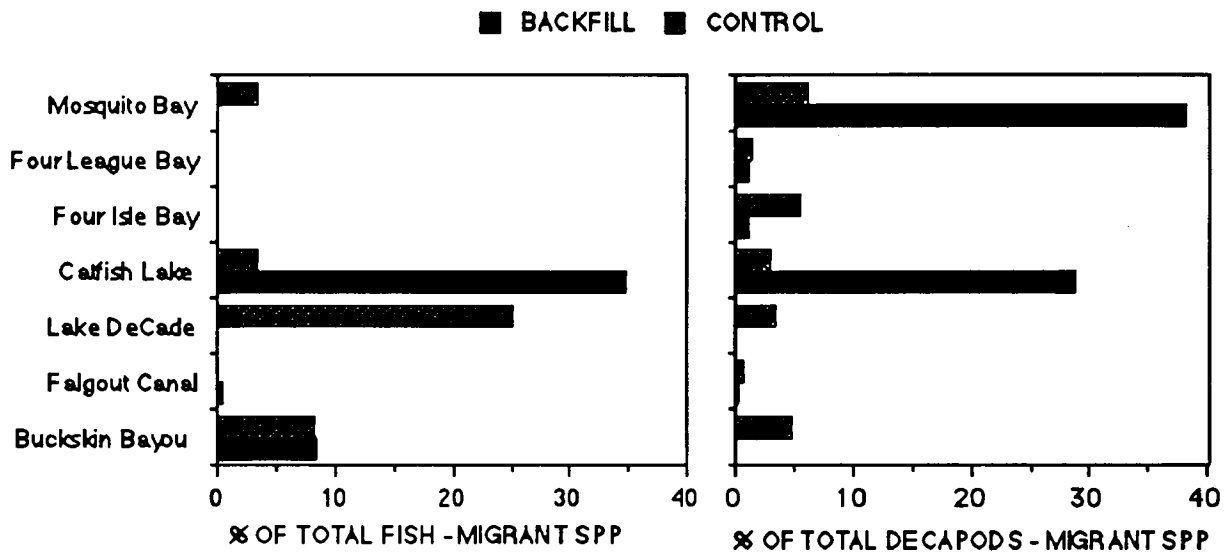 BACKFILL CONTROL
Mosquito Bay
Four League Bay
Four Isle Bay
Catfish Lake
Lake DeCade
Falgout Canal
Buckskin Bayou
0 10 20 30 40
0 10 20 30 40
% OF TOTAL FISH - MIGRANT SPP
% OF TOTAL DECAPODS - MIGRANT SPP